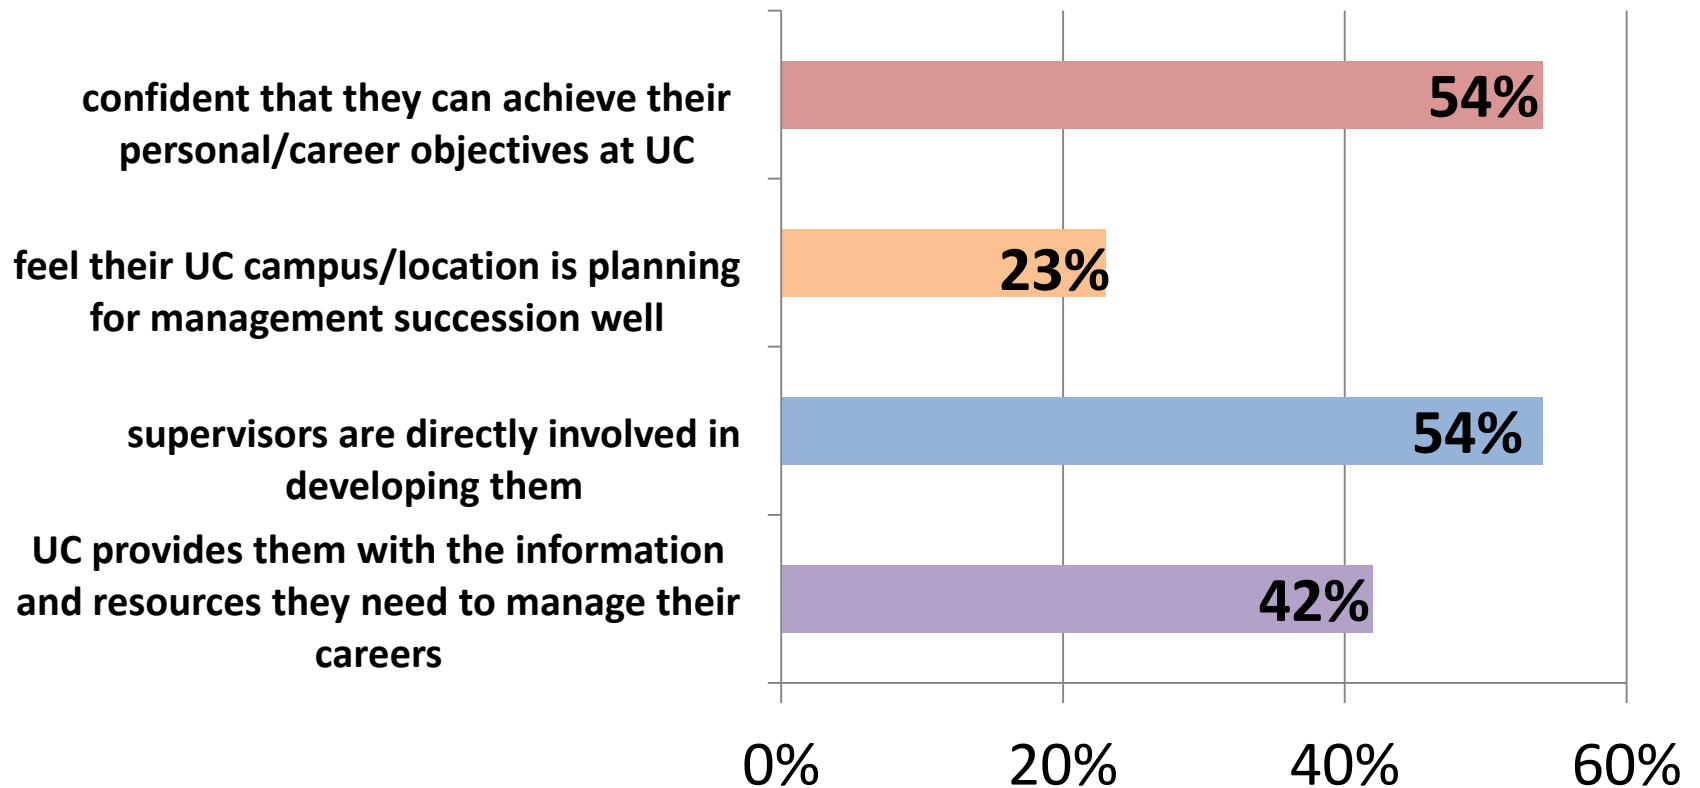 confident that they can achieve their
personal/career objectives at UC
54%
feel their UC campus/location is planning
for management succession well
23%
supervisors are directly involved in
developing them
54%
UC provides them with the information
and resources they need to manage their
careers
42%
0% 20% 40% 60%